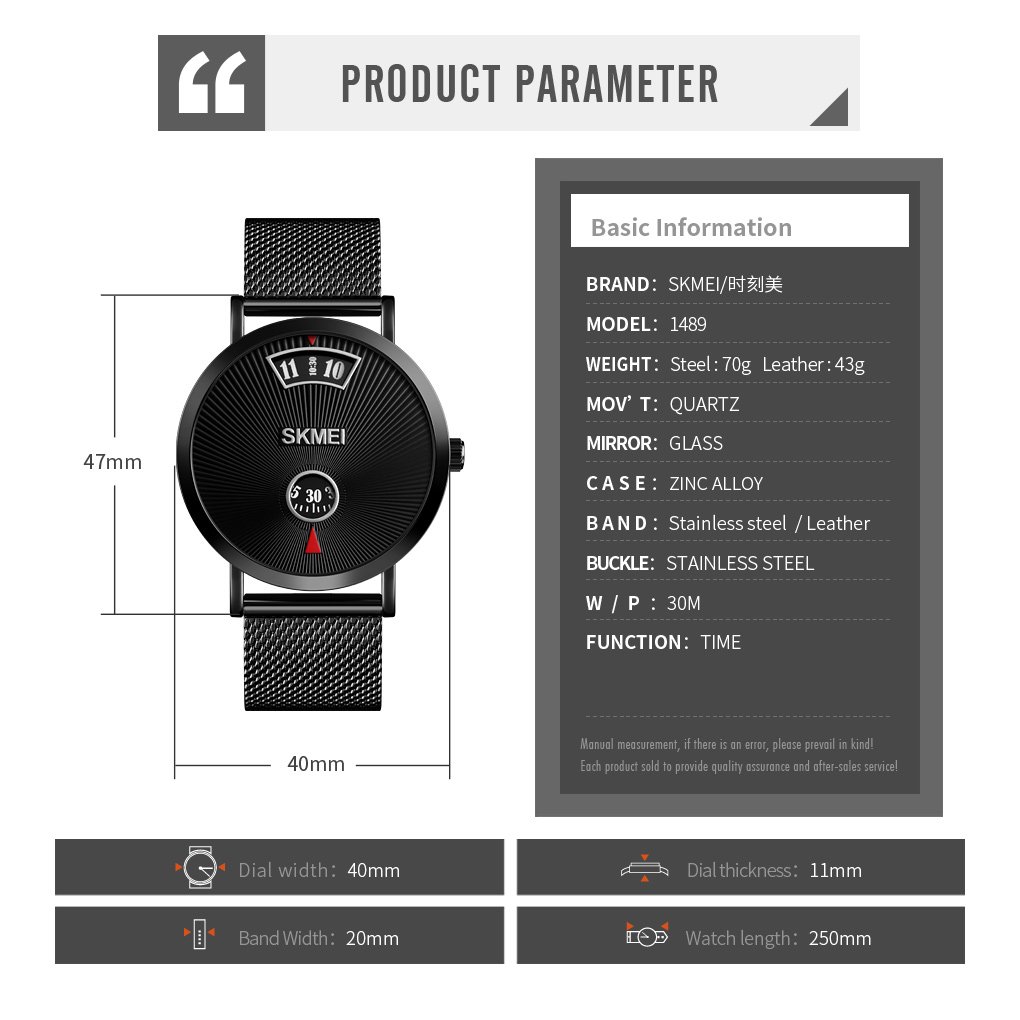 PRODUCT PARAMETER
Basic Information
BRAND: SKMEI/时刻美
MODEL: 1489
WEIGHT: Steel : 70g Leather : 43g
MOV' T: QUARTZ
MIRROR: GLASS
CASE: ZINC ALLOY
BAND: Stainless steel / Leather
BUCKLE: STAINLESS STEEL
W / P : 30M
FUNCTION: TIME
Manual measurement, if there is an error, please prevail in kind!
Each product sold to provide quality assurance and after-sales service!
11 10:30 10
SKMEI
30
47mm
40mm
Dial width: 40mm
Dial thickness: 11mm
Band Width: 20mm
Watch length: 250mm